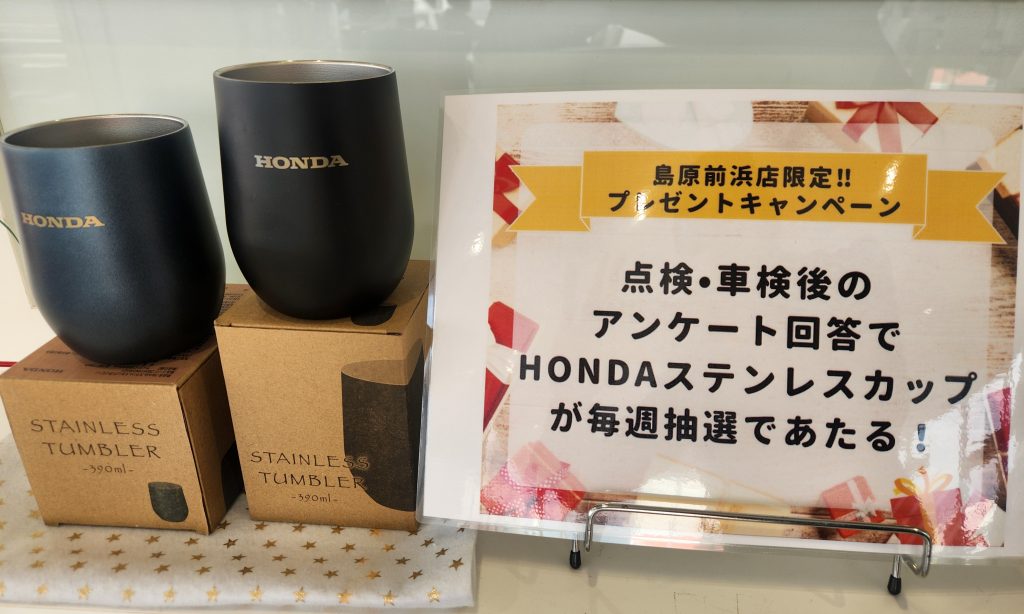 HONDA
HONDA
STAINLESS
TUMBLER
-390ml-
STAINLESS
TUMBLER
-390ml-
HONDA
島原前浜店限定!!
プレゼントキャンペーン
点検・車検後の
アンケート回答で
HONDAステンレスカップ
が毎週抽選であたる!